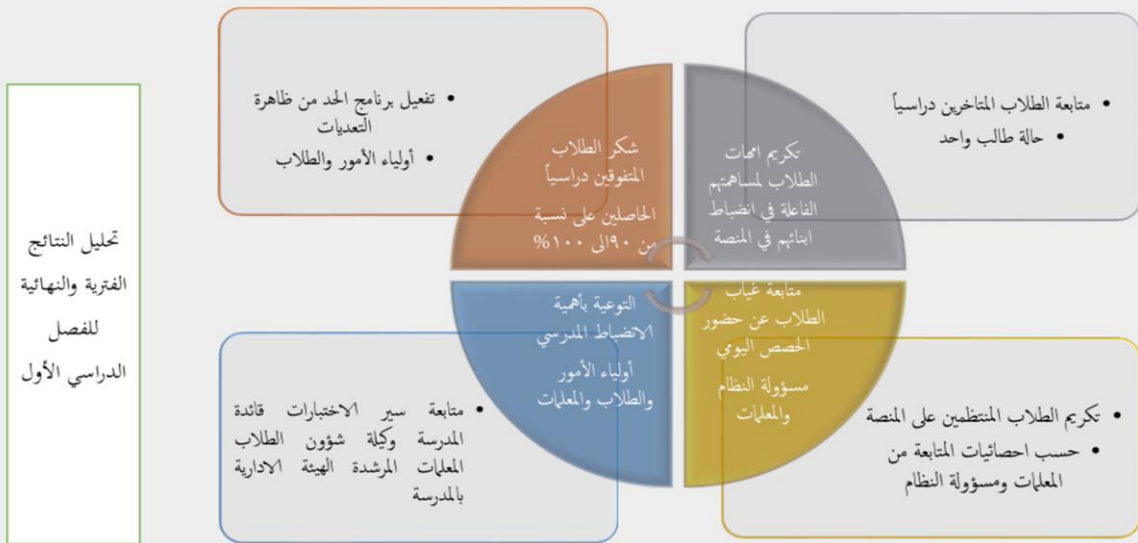 متابعة الطلاب المتاخرين دراسياً
حالة طالب واحد
تكريم امهات
الطلاب لمساهمتهم
الفاعلة في انضباط
ابنائهم في المنصة
شكر الطلاب
المتفوقين دراسياً
الحاصلين على نسبة
من ٩٠الى ١٠٠%
تفعيل برنامج الحد من ظاهرة
التعديات
أولياء الأمور والطلاب
متابعة غياب
الطلاب عن حضور
الحصص اليومي
مسؤولة النظام
والمعلمات
تكريم الطلاب المنتظمين على المنصة
حسب احصائيات المتابعة من
المعلمات ومسؤولة النظام
التوعية بأهمية
الانضباط المدرسي
أولياء الأمور
والطلاب والمعلمات
متابعة سير الاختبارات قائدة
المدرسة وكيلة شؤون الطلاب
المعلمات المرشدة الهيئة الادارية
بالمدرسة
تحليل النتائج
الفترية والنهائية
للفصل
الدراسي الأول